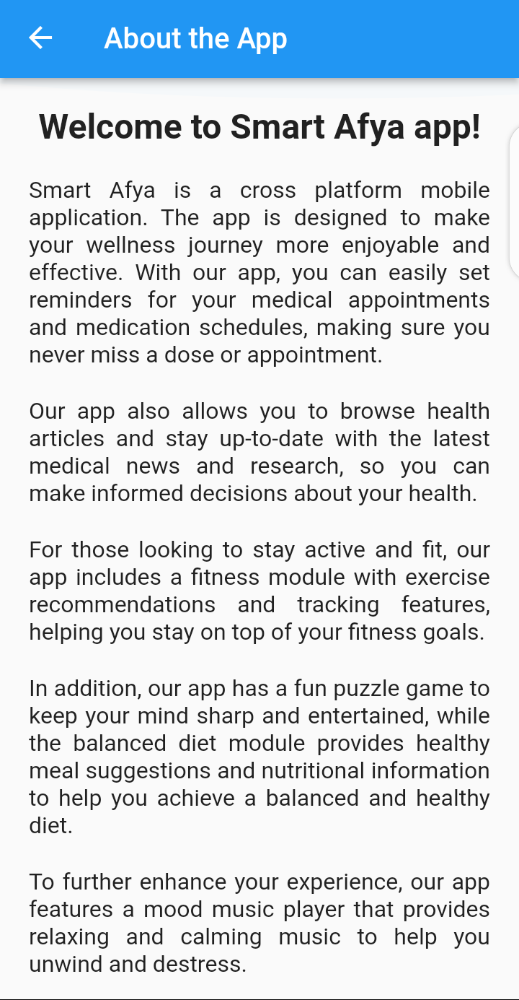 About the App
Welcome to Smart Afya app!
Smart Afya is a cross platform mobile
application. The app is designed to make
your wellness journey more enjoyable and
effective. With our app, you can easily set
reminders for your medical appointments
and medication schedules, making sure you
never miss a dose or appointment.
Our app also allows you to browse health
articles and stay up-to-date with the latest
medical news and research, so you can
make informed decisions about your health.
For those looking to stay active and fit, our
app includes a fitness module with exercise
recommendations and tracking features,
helping you stay on top of your fitness goals.
In addition, our app has a fun puzzle game to
keep your mind sharp and entertained, while
the balanced diet module provides healthy
meal suggestions and nutritional information
to help you achieve a balanced and healthy
diet.
To further enhance your experience, our app
features a mood music player that provides
relaxing and calming music to help you
unwind and destress.